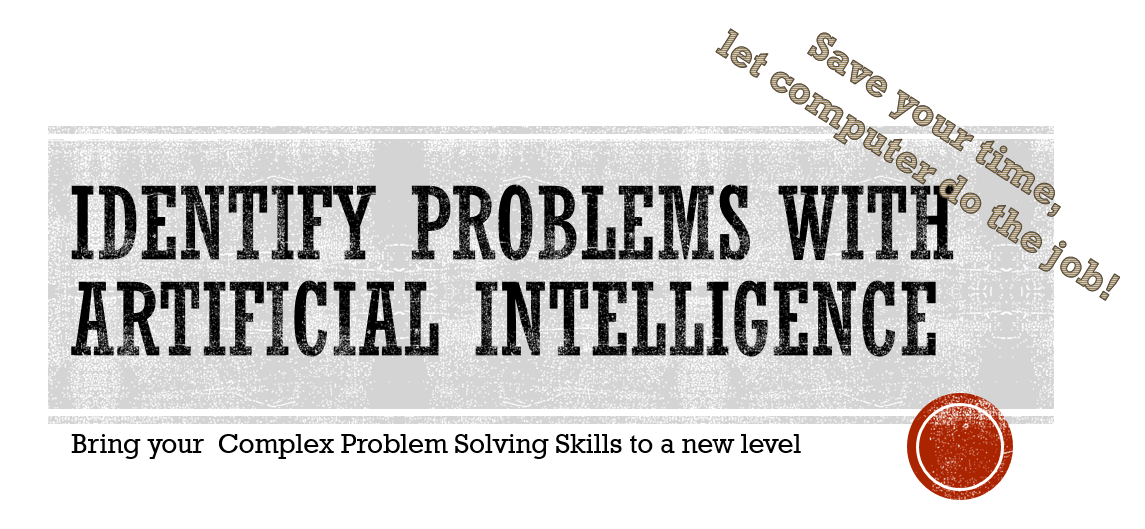 Save your time,
let computer do the job!
IDENTIFY PROBLEMS WITH
ARTIFICIAL INTELLIGENCE
Bring your  Complex Problem Solving Skills to a new level